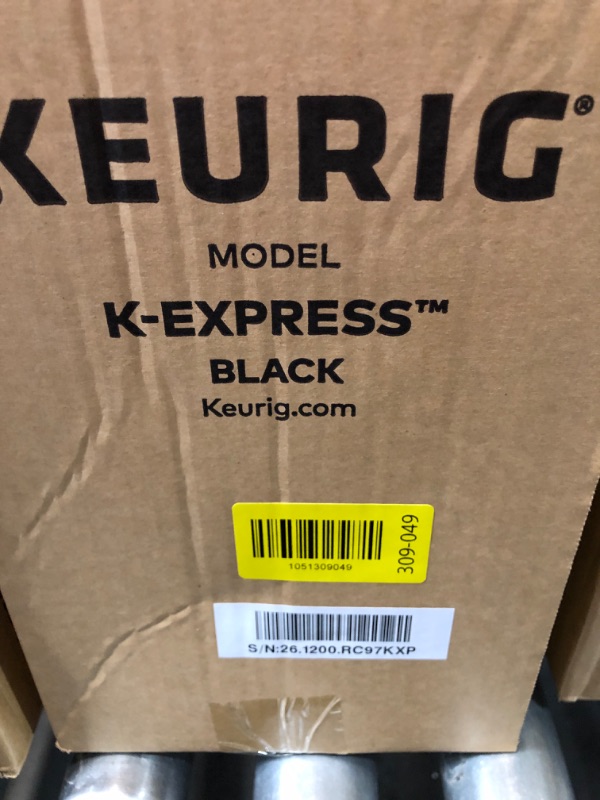 KEURIG®
MODEL
K-EXPRESS™
BLACK
Keurig.com
1051309049
309-049
S/N:26.1200.RC97KXP